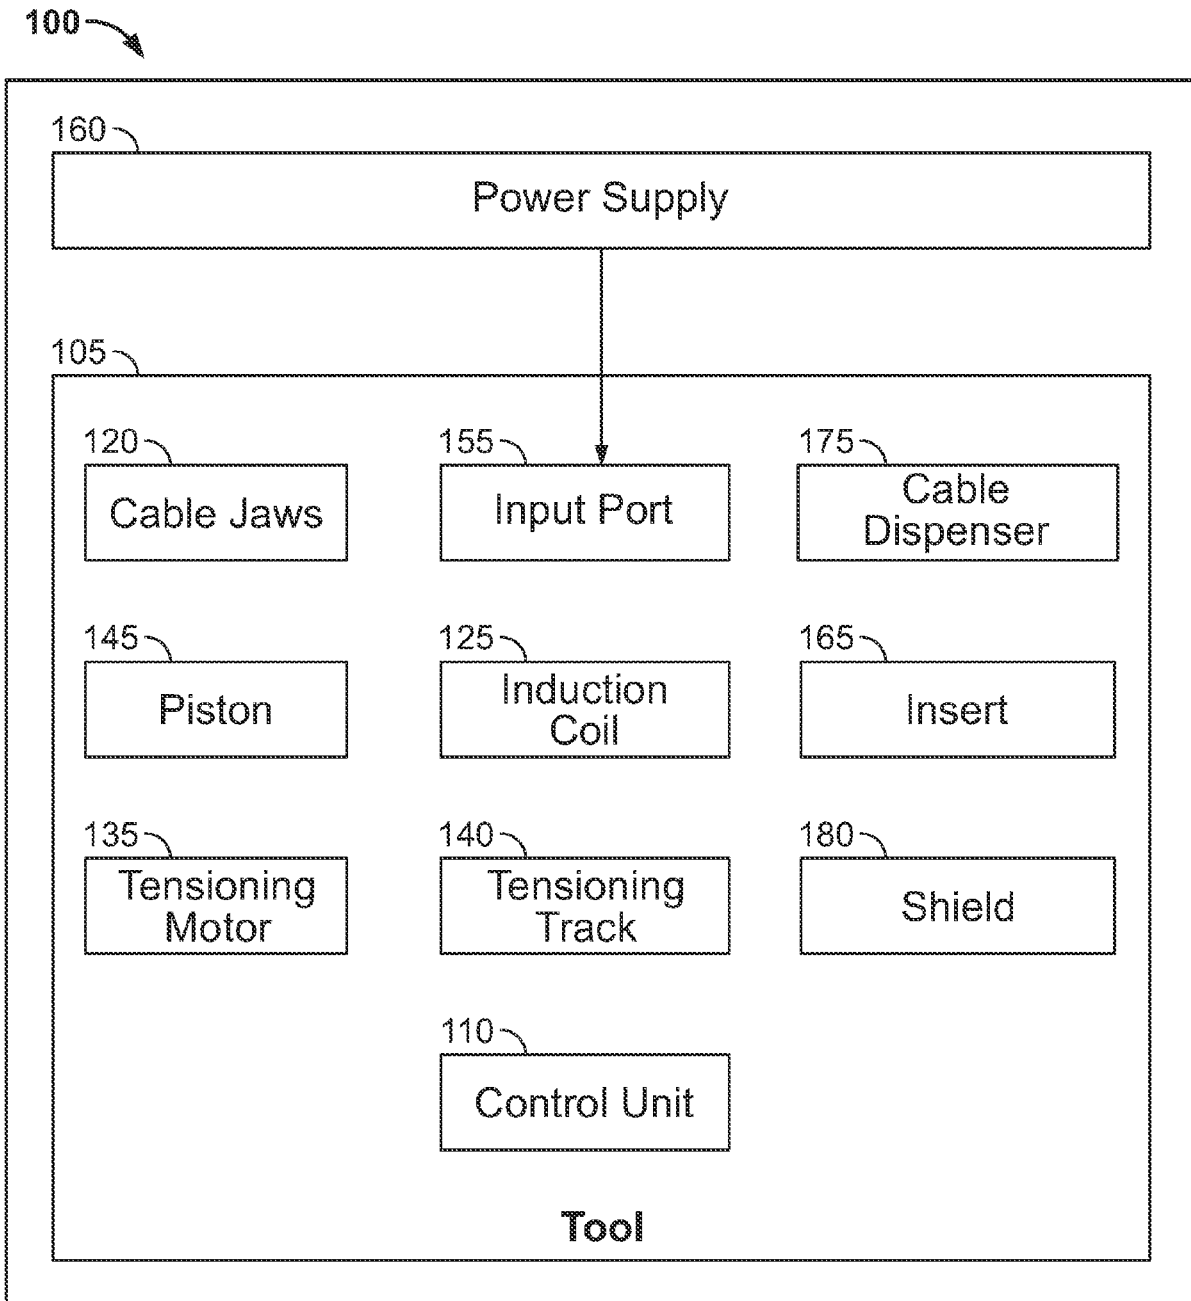 100
160
Power Supply
105
120
155
175
Cable Jaws
Input Port
Cable
Dispenser
145
125
165
Piston
Induction
Coil
Insert
135
140
180
Tensioning
Motor
Tensioning
Track
Shield
110
Control Unit
Tool